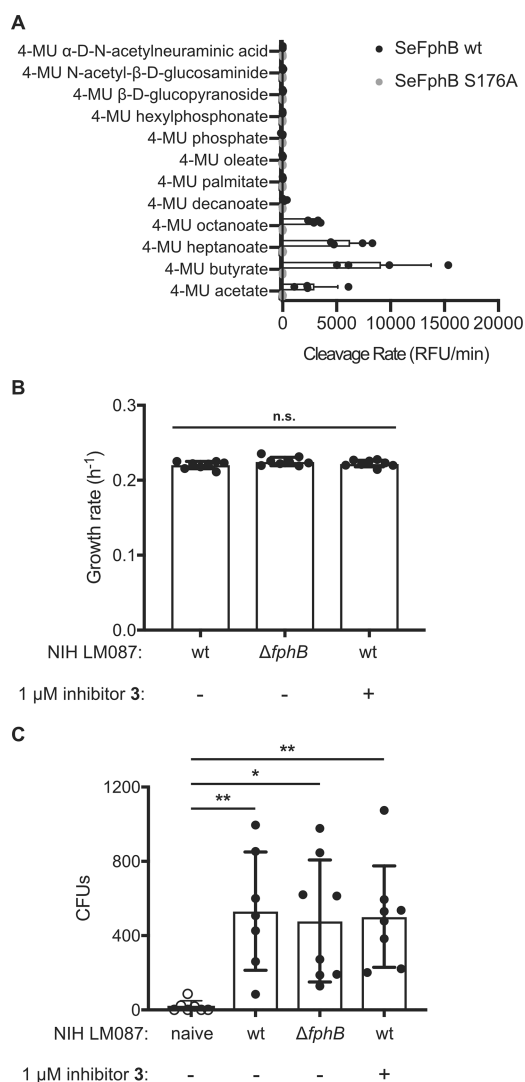 A
4-MU α-D-N-acetylneuraminic acid
4-MU N-acetyl-β-D-glucosaminide
4-MU β-D-glucopyranoside
4-MU hexylphosphonate
4-MU phosphate
4-MU oleate
4-MU palmitate
4-MU decanoate
4-MU octanoate
4-MU heptanoate
4-MU butyrate
4-MU acetate
SeFphB wt
SeFphB S176A
0 5000 10000 15000 20000
Cleavage Rate (RFU/min)
B
n.s.
0.3
0.2
0.1
0.0
Growth rate (h⁻¹)
NIH LM087: wt ΔfphB wt
1 μM inhibitor 3: - - +
C
**
*
**
1200
800
400
0
CFUs
NIH LM087: naive wt ΔfphB wt
1 μM inhibitor 3: - - - +